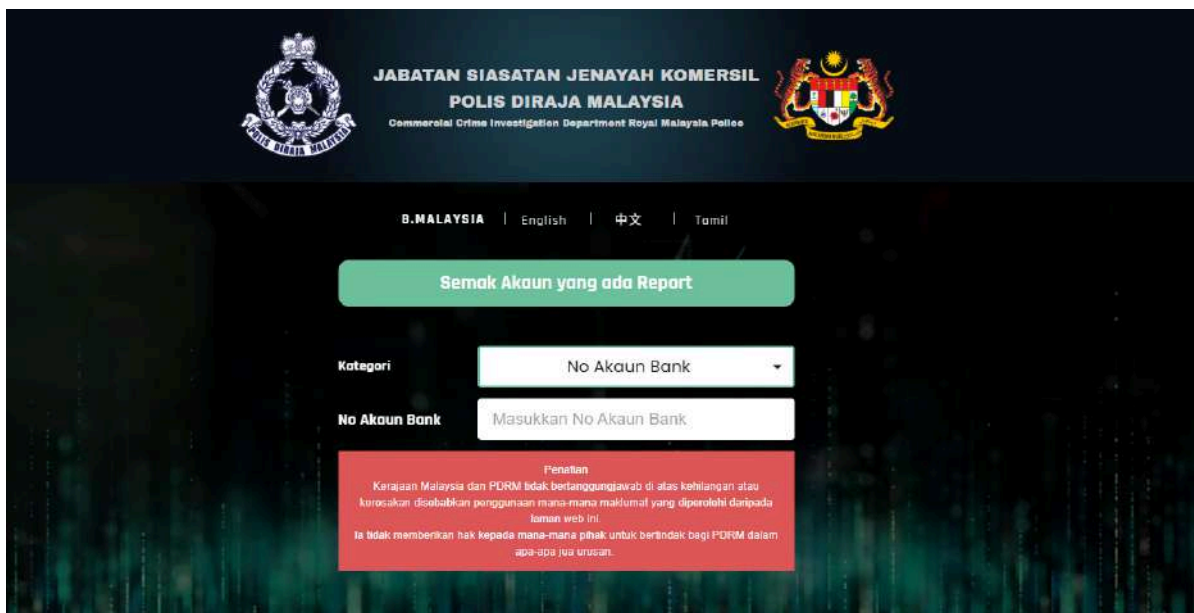 JABATAN SIASATAN JENAYAH KOMERSIL
POLIS DIRAJA MALAYSIA
Commercial Crime Investigation Department Royal Malaysia Police
POLIS DIRAJA MALAYSIA
B.MALAYSIA | English | 中文 | Tamil
Semak Akaun yang ada Report
Kategori
No Akaun Bank
No Akaun Bank
Masukkan No Akaun Bank
Penafian
Kerajaan Malaysia dan PDRM tidak bertanggungjawab di atas kehilangan atau
kerosakan disebabkan penggunaan mana-mana maklumat yang diperolehi daripada
laman web ini.
Ia tidak memberikan hak kepada mana-mana pihak untuk bertindak bagi PDRM dalam
apa-apa jua urusan.